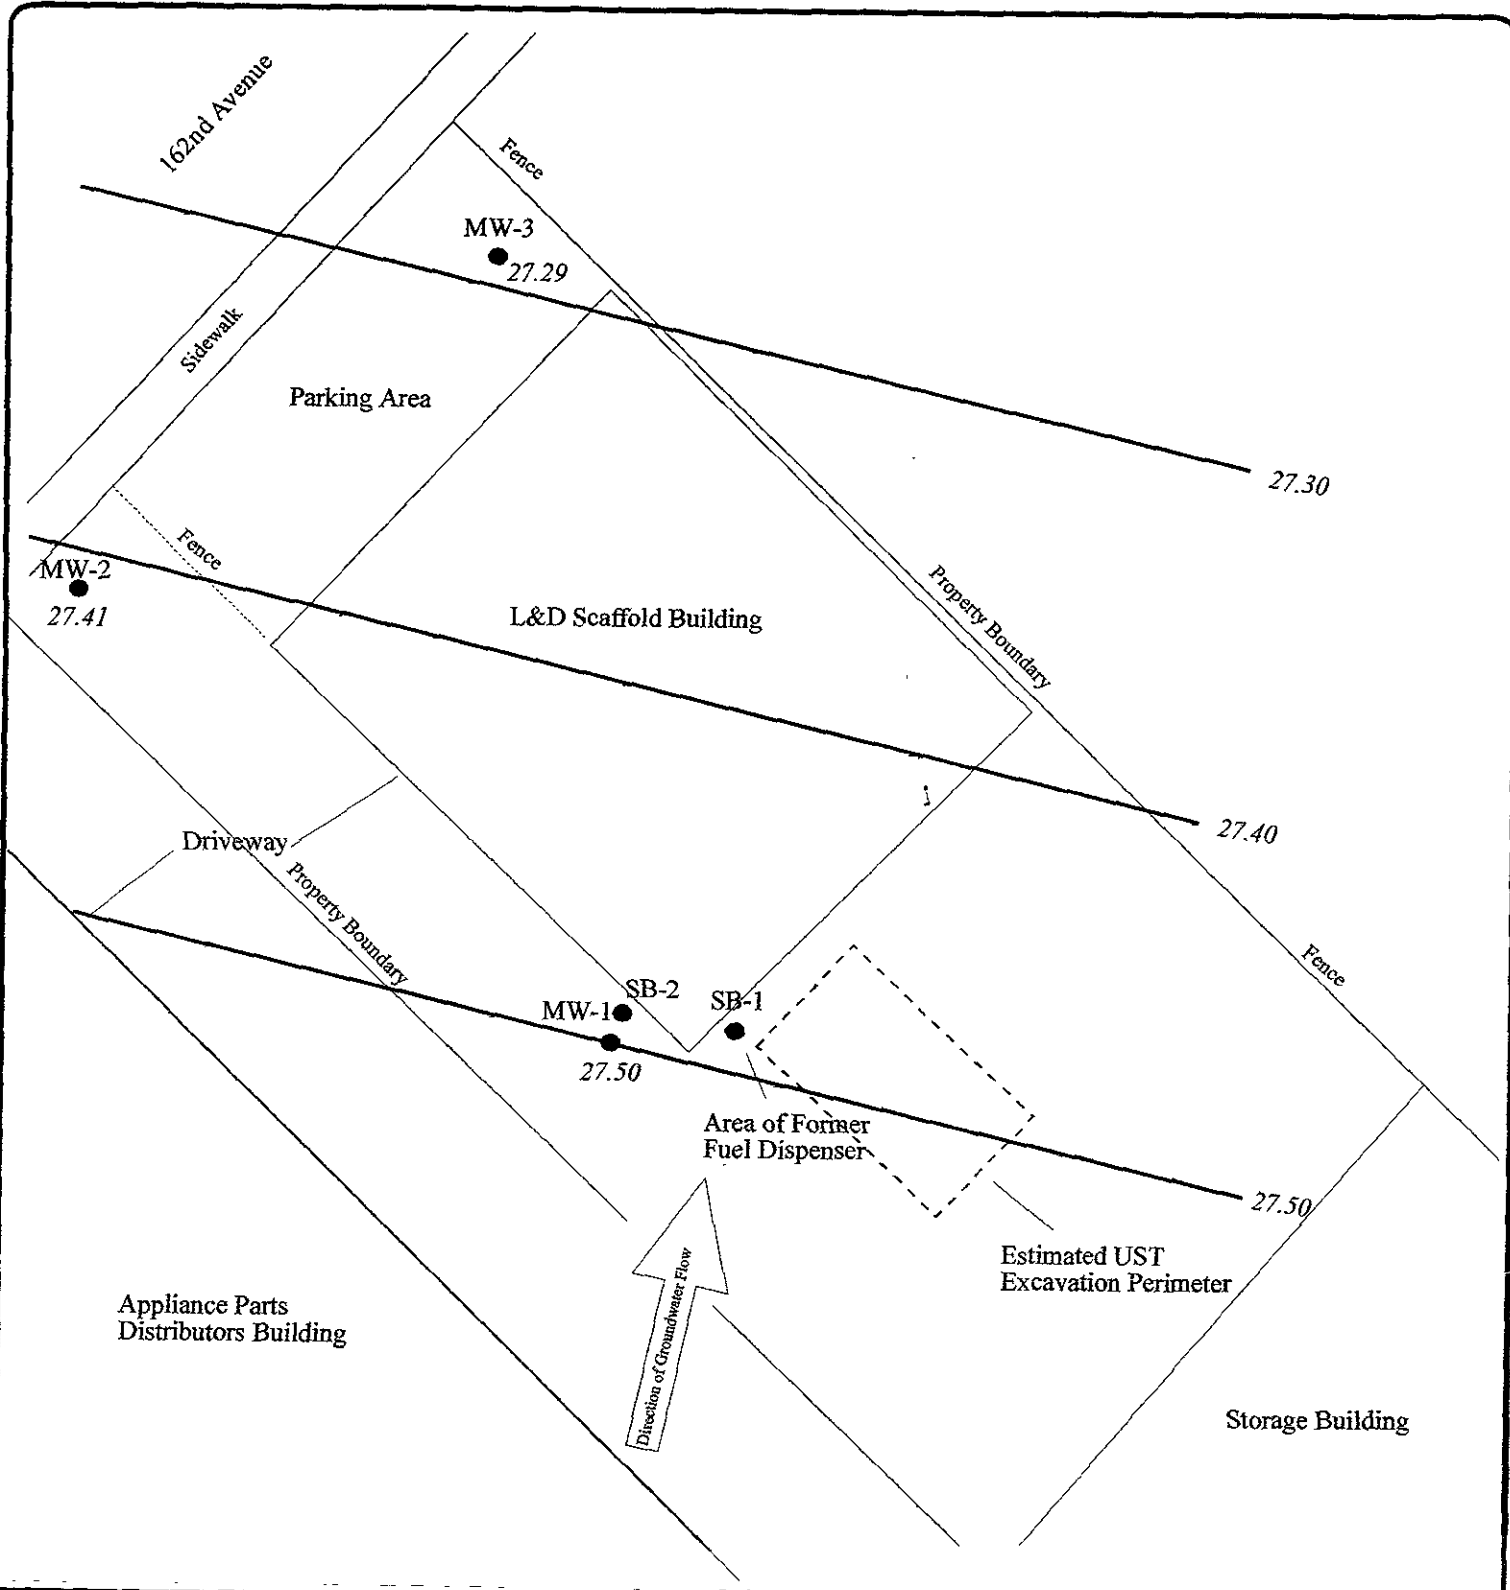 162nd Avenue
Fence
MW-3
27.29
Sidewalk
Parking Area
27.30
Fence
MW-2
27.41
L&D Scaffold Building
Property Boundary
27.40
Driveway
Property Boundary
Fence
SB-2
SB-1
MW-1
27.50
Area of Former
Fuel Dispenser
27.50
Direction of Groundwater Flow
Estimated UST
Excavation Perimeter
Appliance Parts
Distributors Building
Storage Building